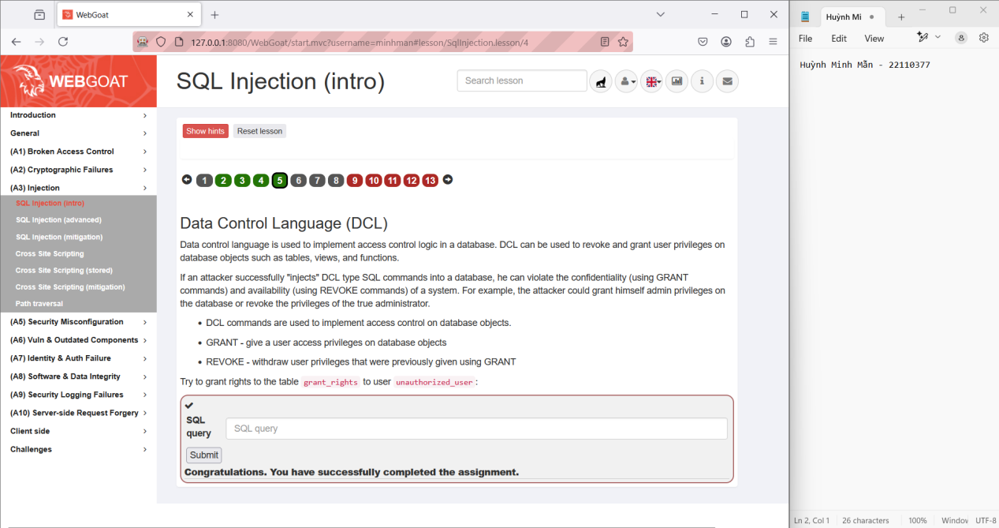 WebGoat
127.0.0.1:8080/WebGoat/start.mvc?username=minhman#lesson/SqlInjection.lesson/4
WEBGOAT
SQL Injection (intro)
Search lesson
Introduction
General
(A1) Broken Access Control
(A2) Cryptographic Failures
(A3) Injection
SQL Injection (intro)
SQL Injection (advanced)
SQL Injection (mitigation)
Cross Site Scripting
Cross Site Scripting (stored)
Cross Site Scripting (mitigation)
Path traversal
(A5) Security Misconfiguration
(A6) Vuln & Outdated Components
(A7) Identity & Auth Failure
(A8) Software & Data Integrity
(A9) Security Logging Failures
(A10) Server-side Request Forgery
Client side
Challenges
Show hints Reset lesson
1 2 3 4 5 6 7 8 9 10 11 12 13
Data Control Language (DCL)
Data control language is used to implement access control logic in a database. DCL can be used to revoke and grant user privileges on
database objects such as tables, views, and functions.
If an attacker successfully "injects" DCL type SQL commands into a database, he can violate the confidentiality (using GRANT
commands) and availability (using REVOKE commands) of a system. For example, the attacker could grant himself admin privileges on
the database or revoke the privileges of the true administrator.
• DCL commands are used to implement access control on database objects.
• GRANT - give a user access privileges on database objects
• REVOKE - withdraw user privileges that were previously given using GRANT
Try to grant rights to the table grant_rights to user unauthorized_user :
SQL
query
SQL query
Submit
Congratulations. You have successfully completed the assignment.
Huỳnh Mi
File Edit View
Huỳnh Minh Mẫn - 22110377
Ln 2, Col 1 26 characters 100% Window UTF-8